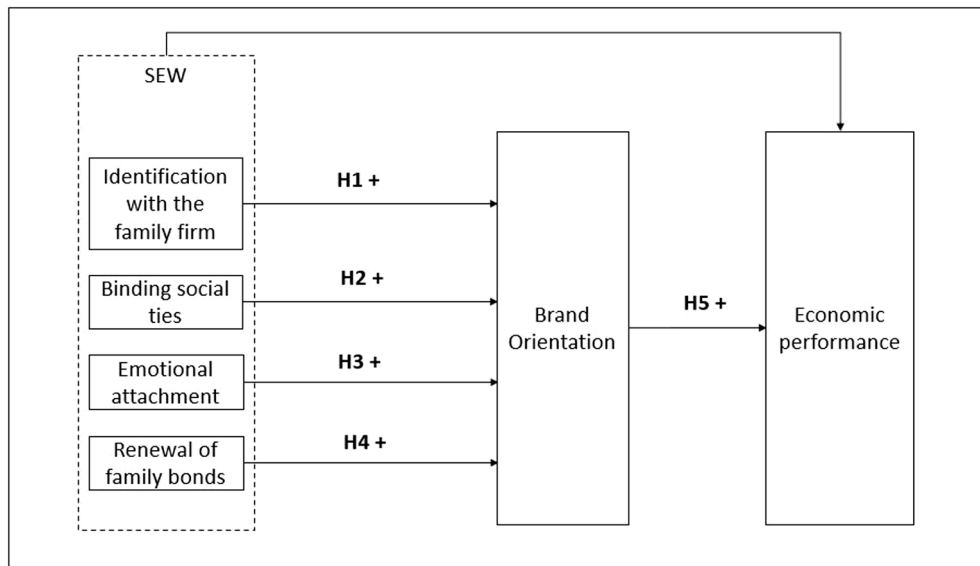 SEW
Identification
with the
family firm
H1 +
Binding social
ties
H2 +
Emotional
attachment
H3 +
Renewal of
family bonds
H4 +
Brand
Orientation
H5 +
Economic
performance